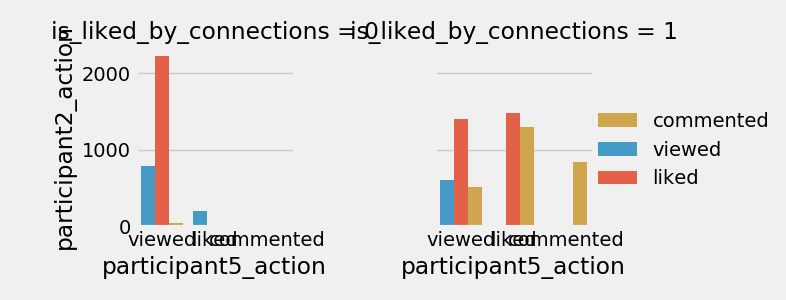 is_liked_by_connections = 0
is_liked_by_connections = 1
participant2_action
2000
1000
0
viewed
liked
commented
participant5_action
viewed
liked
commented
participant5_action
commented
viewed
liked